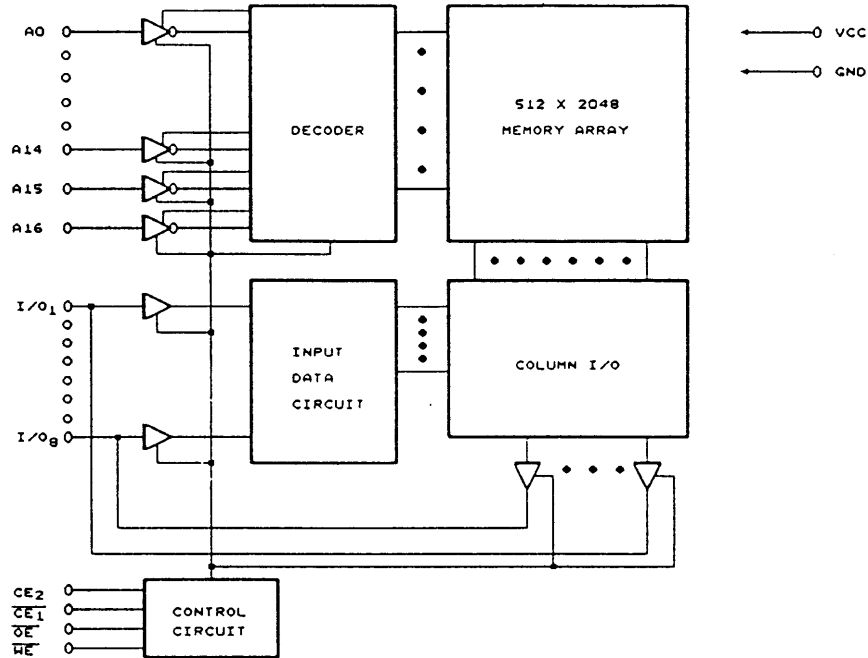 A0
A14
A15
A16
DECODER
512 X 2048
MEMORY ARRAY
VCC
GND
I/O1
I/O8
INPUT
DATA
CIRCUIT
COLUMN I/O
CE2
CE1
OE
WE
CONTROL
CIRCUIT